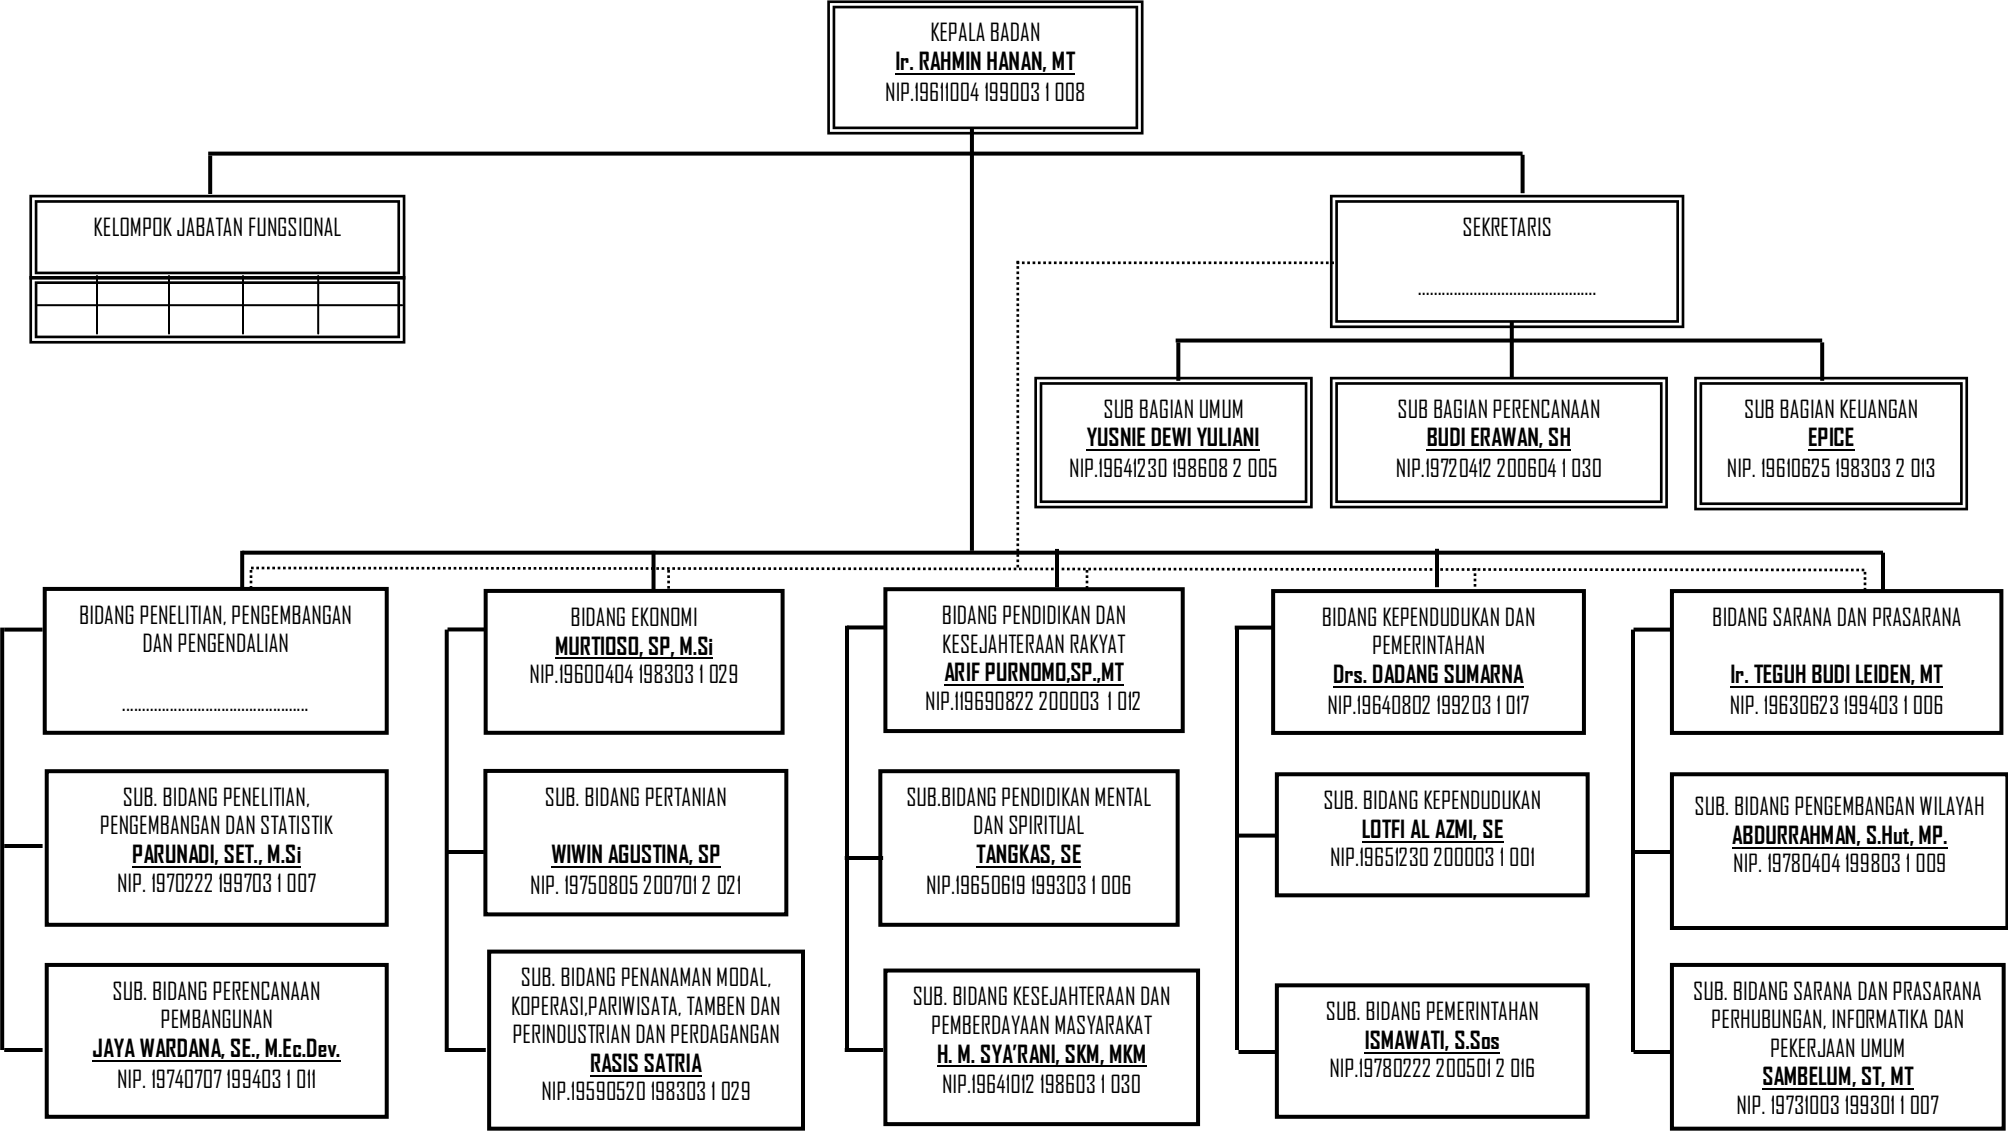 KEPALA BADAN
Ir. RAHMIN HANAN, MT
NIP.19611004 199003 1 008
KELOMPOK JABATAN FUNGSIONAL
SEKRETARIS
.............................................
SUB BAGIAN UMUM
YUSNIE DEWI YULIANI
NIP.19641230 198608 2 005
SUB BAGIAN PERENCANAAN
BUDI ERAWAN, SH
NIP.19720412 200604 1 030
SUB BAGIAN KEUANGAN
EPICE
NIP. 19610625 198303 2 013
BIDANG PENELITIAN, PENGEMBANGAN
DAN PENGENDALIAN
...............................................
BIDANG EKONOMI
MURTIOSO, SP, M.Si
NIP.19600404 198303 1 029
BIDANG PENDIDIKAN DAN
KESEJAHTERAAN RAKYAT
ARIF PURNOMO,SP.,MT
NIP.119690822 200003 1 012
BIDANG KEPENDUDUKAN DAN
PEMERINTAHAN
Drs. DADANG SUMARNA
NIP.19640802 199203 1 017
BIDANG SARANA DAN PRASARANA
Ir. TEGUH BUDI LEIDEN, MT
NIP. 19630623 199403 1 006
SUB. BIDANG PENELITIAN,
PENGEMBANGAN DAN STATISTIK
PARUNADI, SET., M.Si
NIP. 1970222 199703 1 007
SUB. BIDANG PERTANIAN
WIWIN AGUSTINA, SP
NIP. 19750805 200701 2 021
SUB.BIDANG PENDIDIKAN MENTAL
DAN SPIRITUAL
TANGKAS, SE
NIP.19650619 199303 1 006
SUB. BIDANG KEPENDUDUKAN
LOTFI AL AZMI, SE
NIP.19651230 200003 1 001
SUB. BIDANG PENGEMBANGAN WILAYAH
ABDURRAHMAN, S.Hut, MP.
NIP. 19780404 199803 1 009
SUB. BIDANG PERENCANAAN
PEMBANGUNAN
JAYA WARDANA, SE., M.Ec.Dev.
NIP. 19740707 199403 1 011
SUB. BIDANG PENANAMAN MODAL,
KOPERASI,PARIWISATA, TAMBEN DAN
PERINDUSTRIAN DAN PERDAGANGAN
RASIS SATRIA
NIP.19590520 198303 1 029
SUB. BIDANG KESEJAHTERAAN DAN
PEMBERDAYAAN MASYARAKAT
H. M. SYA'RANI, SKM, MKM
NIP.19641012 198603 1 030
SUB. BIDANG PEMERINTAHAN
ISMAWATI, S.Sos
NIP.19780222 200501 2 016
SUB. BIDANG SARANA DAN PRASARANA
PERHUBUNGAN, INFORMATIKA DAN
PEKERJAAN UMUM
SAMBELUM, ST, MT
NIP. 19731003 199301 1 007